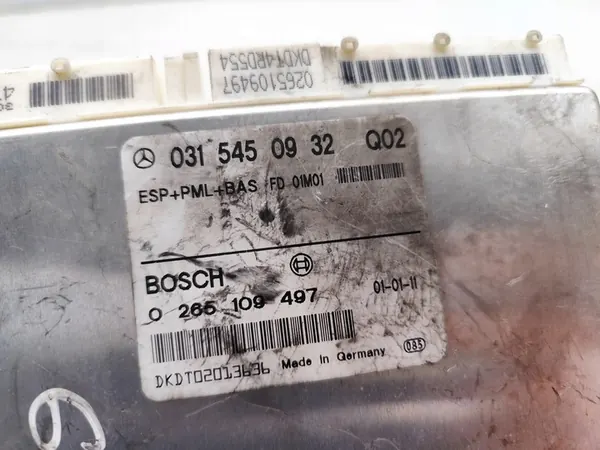 0265109497
DKDT4RD554
031 545 09 32 Q02
ESP+PML+BAS FD 01M01
BOSCH
0 265 109 497 01-01-11
DKDT02013636 Made in Germany 085